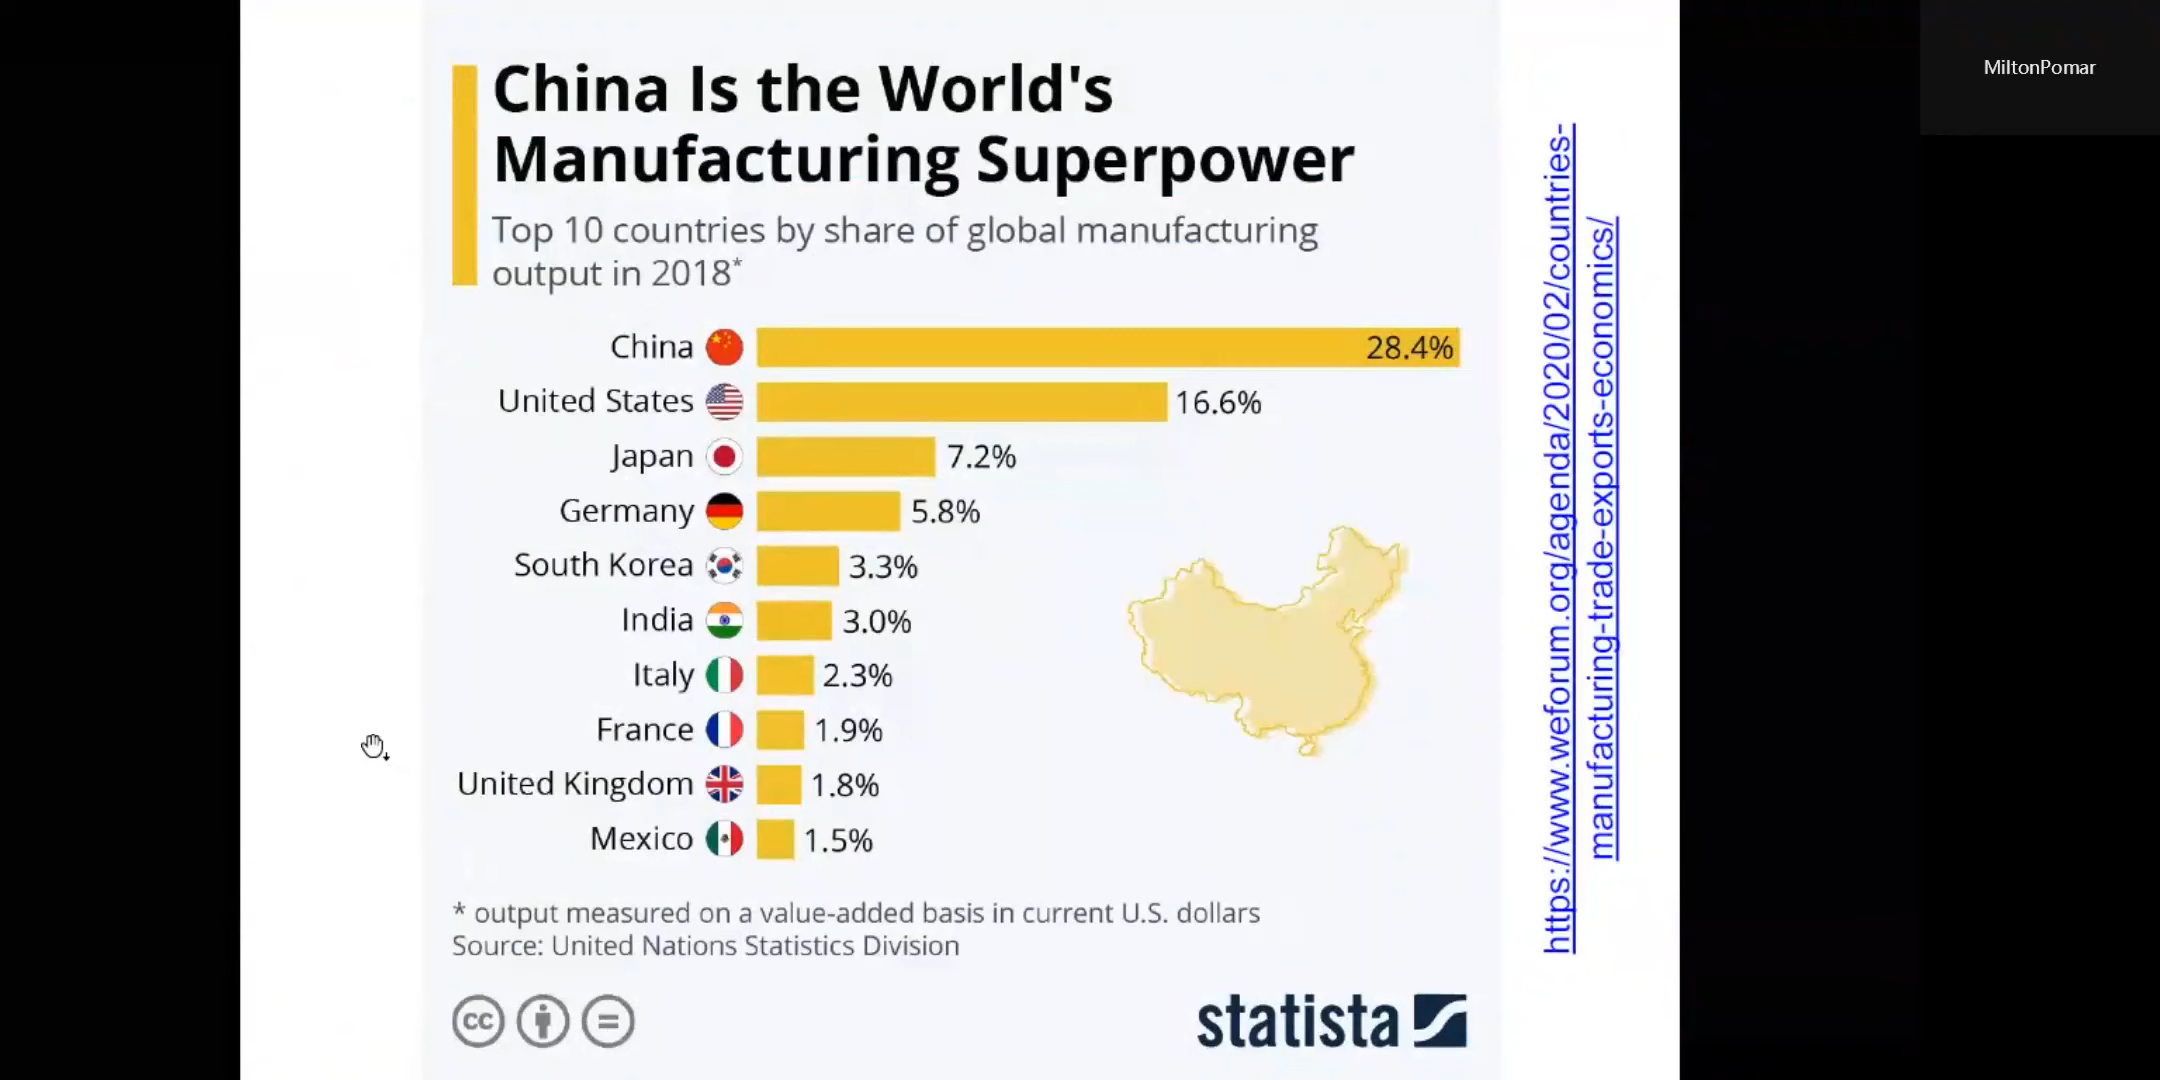 China Is the World's
Manufacturing Superpower
Top 10 countries by share of global manufacturing
output in 2018*
China 28.4%
United States 16.6%
Japan 7.2%
Germany 5.8%
South Korea 3.3%
India 3.0%
Italy 2.3%
France 1.9%
United Kingdom 1.8%
Mexico 1.5%
* output measured on a value-added basis in current U.S. dollars
Source: United Nations Statistics Division
cc
statista
https://www.weforum.org/agenda/2020/02/countries-
manufacturing-trade-exports-economics/
MiltonPomar